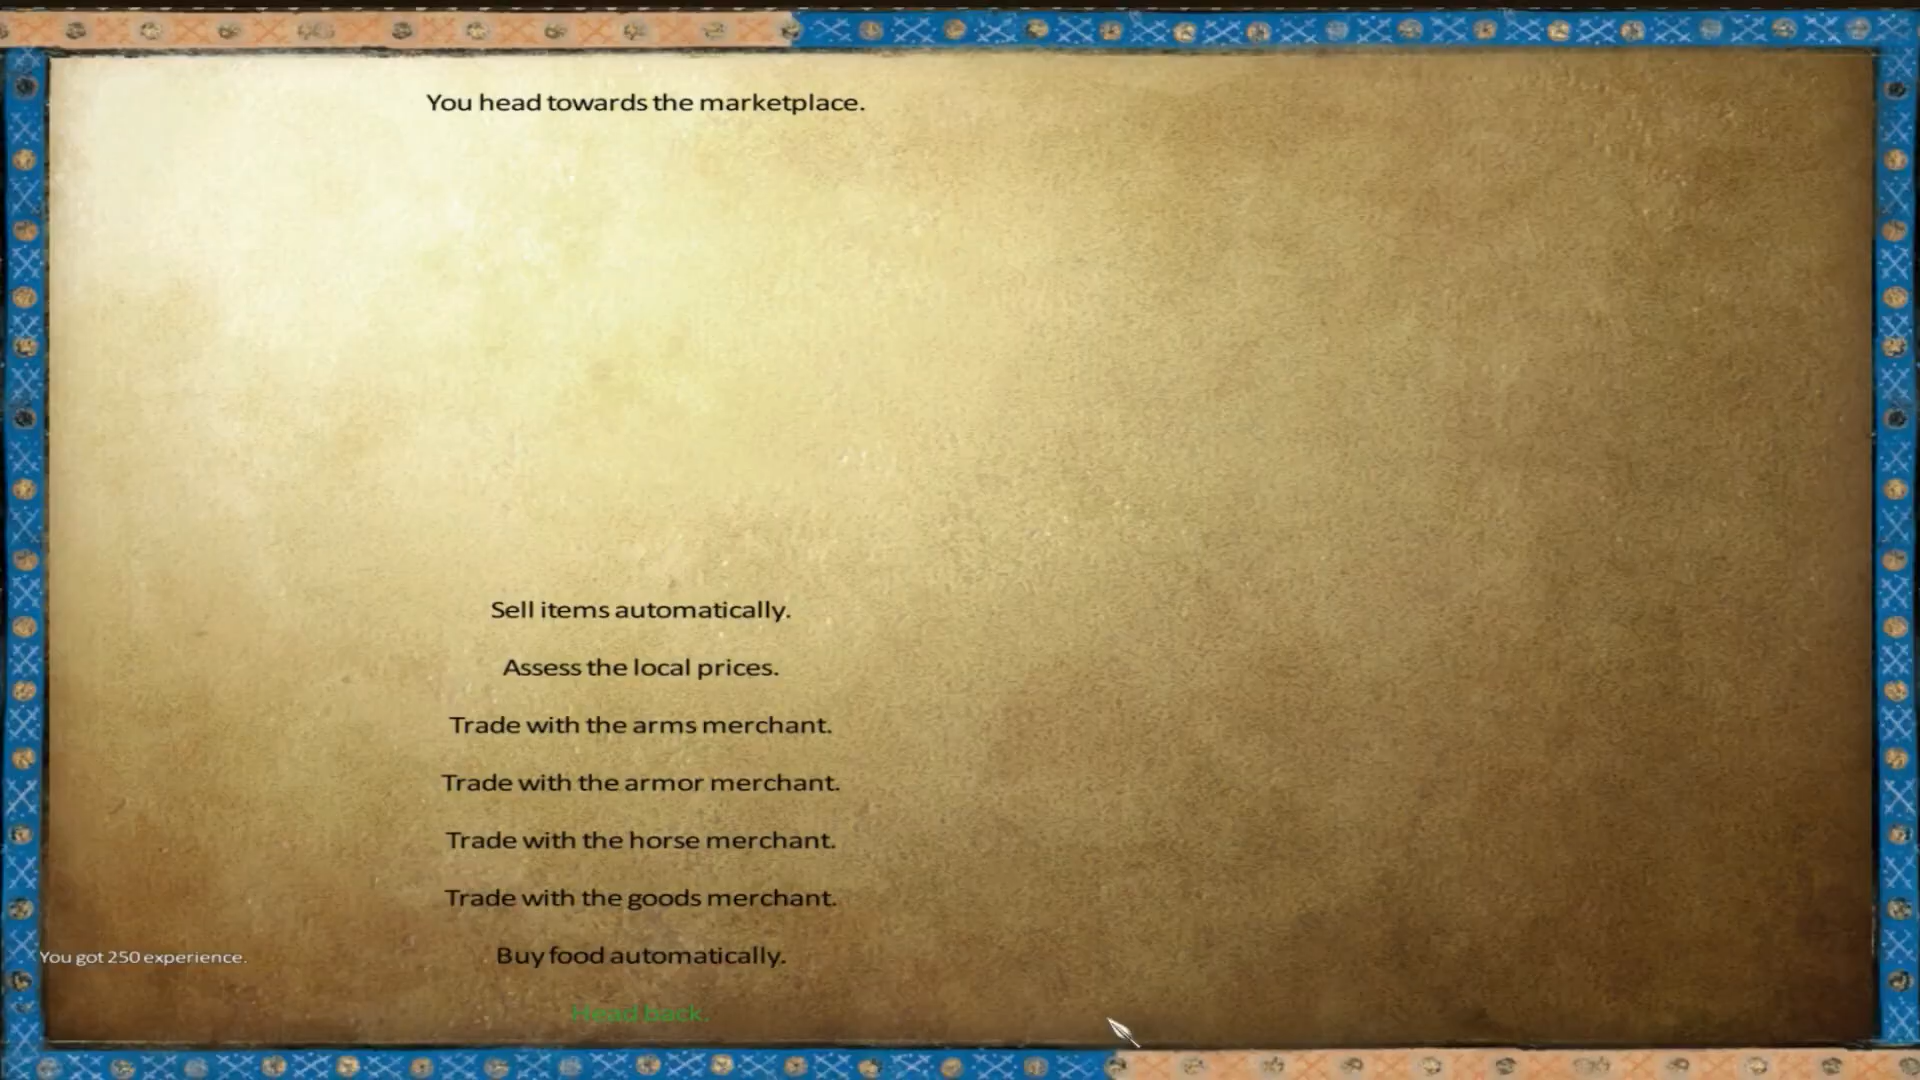 You head towards the marketplace.
Sell items automatically.
Assess the local prices.
Trade with the arms merchant.
Trade with the armor merchant.
Trade with the horse merchant.
Trade with the goods merchant.
Buy food automatically.
You got 250 experience.
Head back.